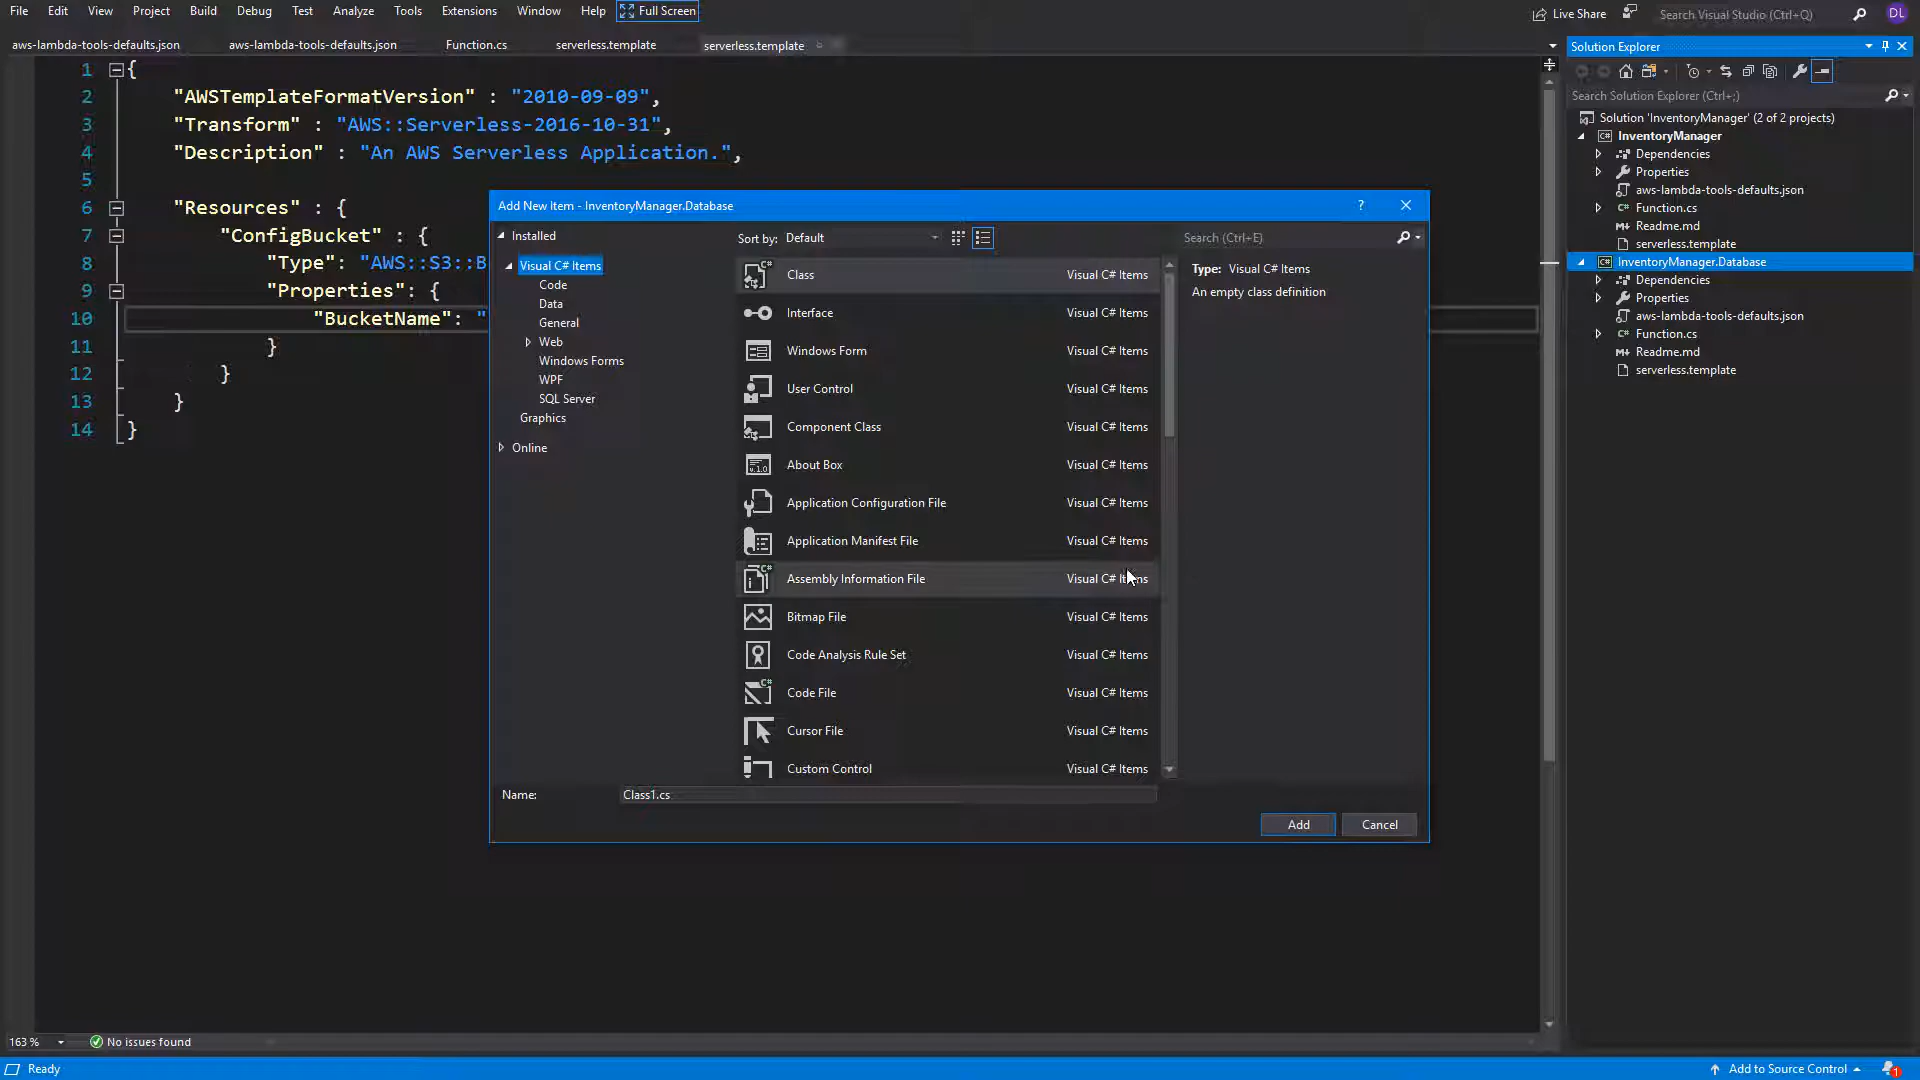 File Edit View Project Build Debug Test Analyze Tools Extensions Window Help Full Screen Live Share Search Visual Studio (Ctrl+Q) DL
aws-lambda-tools-defaults.json aws-lambda-tools-defaults.json Function.cs serverless.template serverless.template
1 {
2 "AWSTemplateFormatVersion" : "2010-09-09",
3 "Transform" : "AWS::Serverless-2016-10-31",
4 "Description" : "An AWS Serverless Application.",
5
6 "Resources" : {
7 "ConfigBucket" : {
8 "Type": "AWS::S3::B
9 "Properties": {
10 "BucketName": "
11 }
12 }
13 }
14 }
Add New Item - InventoryManager.Database ?
Installed
Visual C# Items
Code
Data
General
Web
Windows Forms
WPF
SQL Server
Graphics
Online
Sort by: Default
Search (Ctrl+E)
Class Visual C# Items
Interface Visual C# Items
Windows Form Visual C# Items
User Control Visual C# Items
Component Class Visual C# Items
About Box Visual C# Items
Application Configuration File Visual C# Items
Application Manifest File Visual C# Items
Assembly Information File Visual C# Items
Bitmap File Visual C# Items
Code Analysis Rule Set Visual C# Items
Code File Visual C# Items
Cursor File Visual C# Items
Custom Control Visual C# Items
Type: Visual C# Items
An empty class definition
Name: Class1.cs
Add Cancel
Solution Explorer
Search Solution Explorer (Ctrl+;)
Solution 'InventoryManager' (2 of 2 projects)
InventoryManager
Dependencies
Properties
aws-lambda-tools-defaults.json
Function.cs
Readme.md
serverless.template
InventoryManager.Database
Dependencies
Properties
aws-lambda-tools-defaults.json
Function.cs
Readme.md
serverless.template
163 % No issues found
Ready Add to Source Control 1